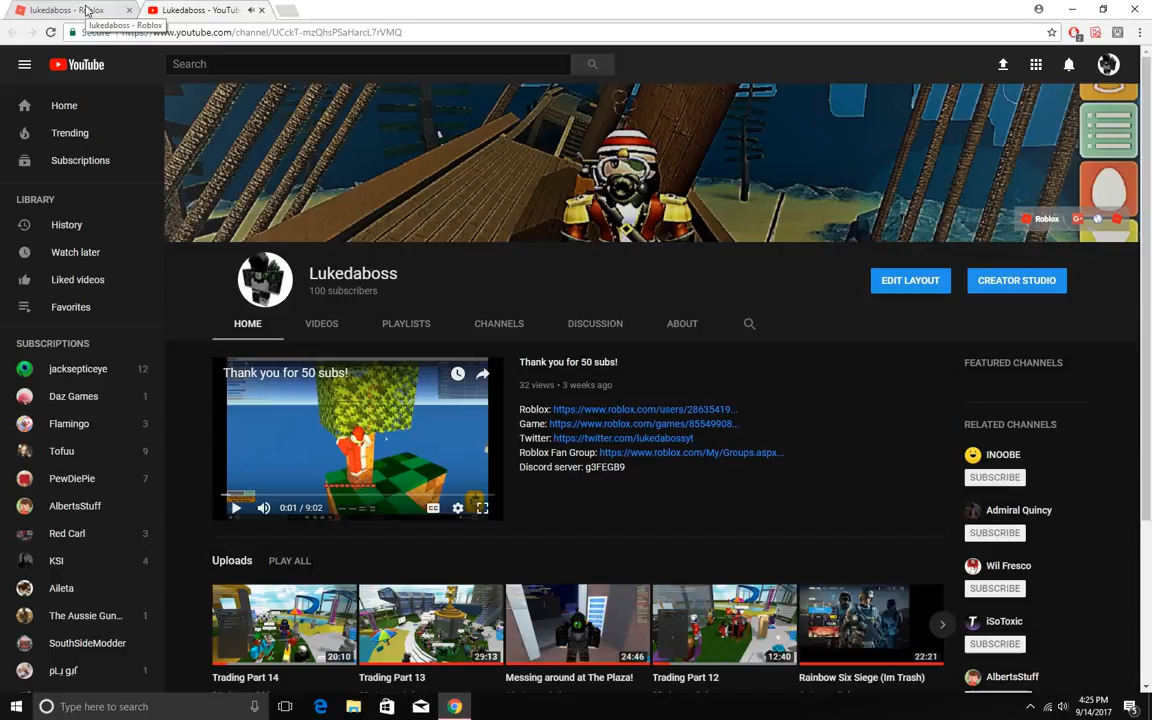 lukedaboss - Roblox
Lukedaboss - YouTub
lukedaboss - Roblox
Secure
https://www.youtube.com/channel/UCckT-mzQhsPSaHarcL7rVMQ
YouTube
Search
Home
Trending
Subscriptions
LIBRARY
History
Watch later
Liked videos
Favorites
SUBSCRIPTIONS
jacksepticeye 12
Daz Games 1
Flamingo 3
Tofuu 9
PewDiePie 7
AlbertsStuff
Red Carl 3
KSI 4
Aileta
The Aussie Gun... 1
SouthSideModder
1
Roblox
Lukedaboss
100 subscribers
EDIT LAYOUT
CREATOR STUDIO
HOME
VIDEOS
PLAYLISTS
CHANNELS
DISCUSSION
ABOUT
Thank you for 50 subs!
0:01 / 9:02
Thank you for 50 subs!
32 views • 3 weeks ago
Roblox: https://www.roblox.com/users/28635419...
Game: https://www.roblox.com/games/85549908...
Twitter: https://twitter.com/lukedabossyt
Roblox Fan Group: https://www.roblox.com/My/Groups.aspx...
Discord server: g3FEGB9
FEATURED CHANNELS
RELATED CHANNELS
INOOBE
SUBSCRIBE
Admiral Quincy
SUBSCRIBE
Wil Fresco
SUBSCRIBE
iSoToxic
SUBSCRIBE
AlbertsStuff
Uploads
PLAY ALL
20:10
29:13
24:46
12:40
22:21
Trading Part 14
Trading Part 13
Messing around at The Plaza!
Trading Part 12
Rainbow Six Siege (Im Trash)
Type here to search
4:25 PM
9/14/2017
5